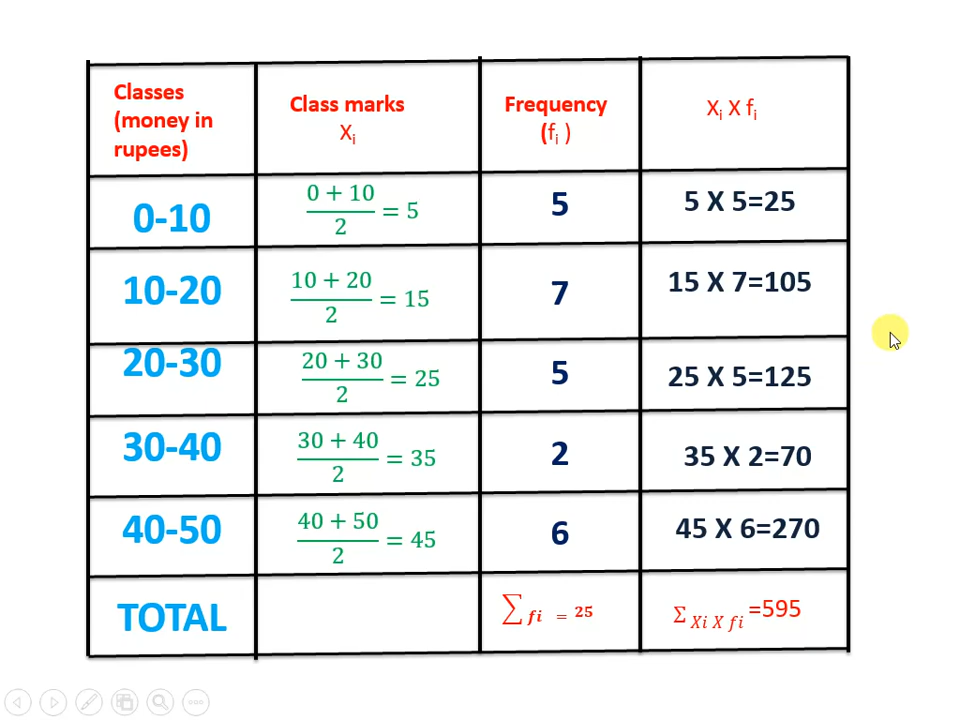 Classes
(money in
rupees)
Class marks
Xᵢ
Frequency
(fᵢ )
Xᵢ X fᵢ
0-10
(0 + 10)/2 = 5
5
5 X 5=25
10-20
(10 + 20)/2 = 15
7
15 X 7=105
20-30
(20 + 30)/2 = 25
5
25 X 5=125
30-40
(30 + 40)/2 = 35
2
35 X 2=70
40-50
(40 + 50)/2 = 45
6
45 X 6=270
TOTAL
∑ fi = 25
Σ Xi X fi =595